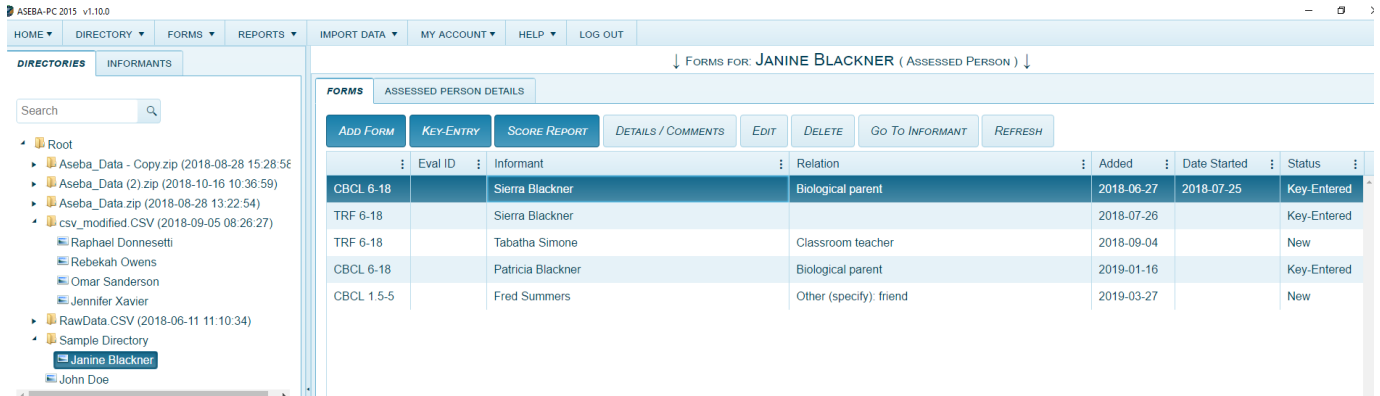 ASEBA-PC 2015 v1.10.0
HOME DIRECTORY FORMS REPORTS IMPORT DATA MY ACCOUNT HELP LOG OUT
DIRECTORIES INFORMANTS
Search
Root
Aseba_Data - Copy.zip (2018-08-28 15:28:58
Aseba_Data (2).zip (2018-10-16 10:36:59)
Aseba_Data.zip (2018-08-28 13:22:54)
csv_modified.CSV (2018-09-05 08:26:27)
Raphael Donnesetti
Rebekah Owens
Omar Sanderson
Jennifer Xavier
RawData.CSV (2018-06-11 11:10:34)
Sample Directory
Janine Blackner
John Doe
↓ FORMS FOR: JANINE BLACKNER ( ASSESSED PERSON ) ↓
FORMS ASSESSED PERSON DETAILS
ADD FORM KEY-ENTRY SCORE REPORT DETAILS / COMMENTS EDIT DELETE GO TO INFORMANT REFRESH
Eval ID Informant Relation Added Date Started Status
CBCL 6-18 Sierra Blackner Biological parent 2018-06-27 2018-07-25 Key-Entered
TRF 6-18 Sierra Blackner 2018-07-26 Key-Entered
TRF 6-18 Tabatha Simone Classroom teacher 2018-09-04 New
CBCL 6-18 Patricia Blackner Biological parent 2019-01-16 Key-Entered
CBCL 1.5-5 Fred Summers Other (specify): friend 2019-03-27 New